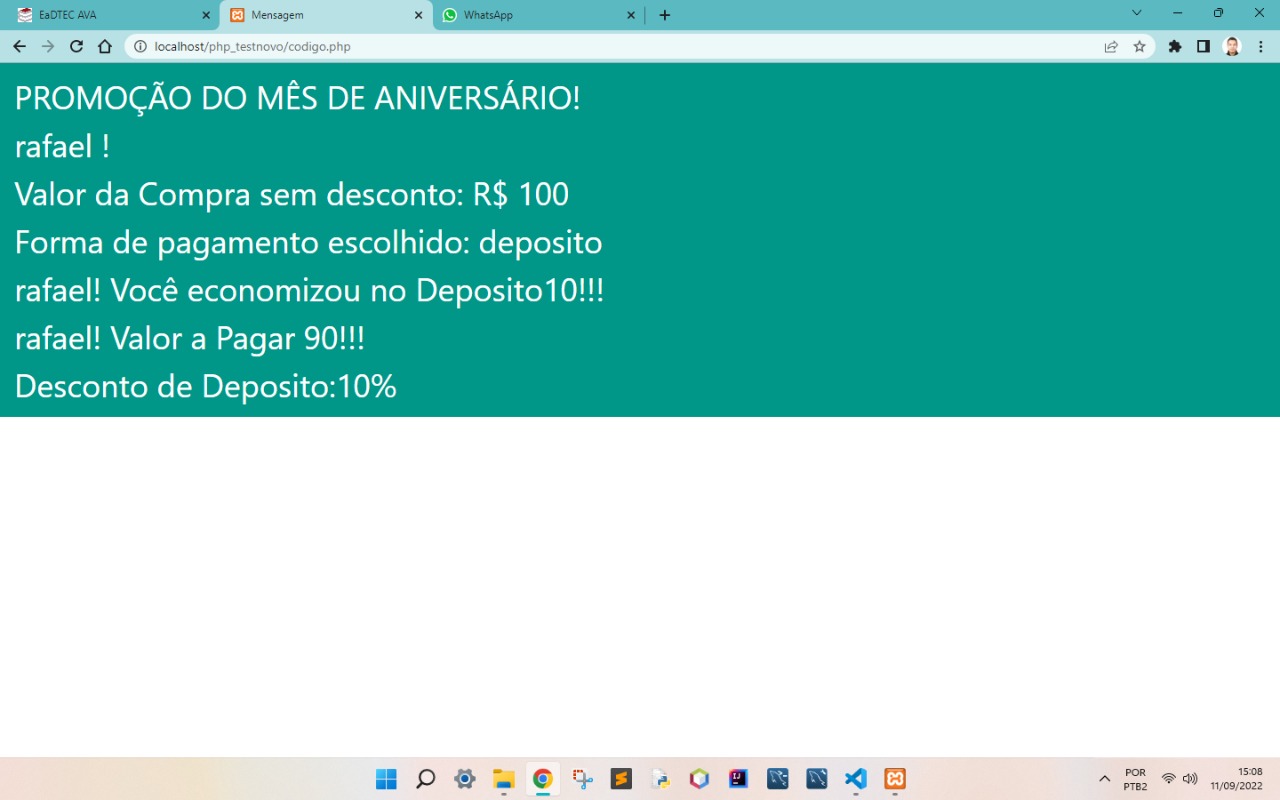 EaDTEC AVA
Mensagem
WhatsApp
localhost/php_testnovo/codigo.php
PROMOÇÃO DO MÊS DE ANIVERSÁRIO!
rafael !
Valor da Compra sem desconto: R$ 100
Forma de pagamento escolhido: deposito
rafael! Você economizou no Deposito10!!!
rafael! Valor a Pagar 90!!!
Desconto de Deposito:10%
POR
PTB2
15:08
11/09/2022